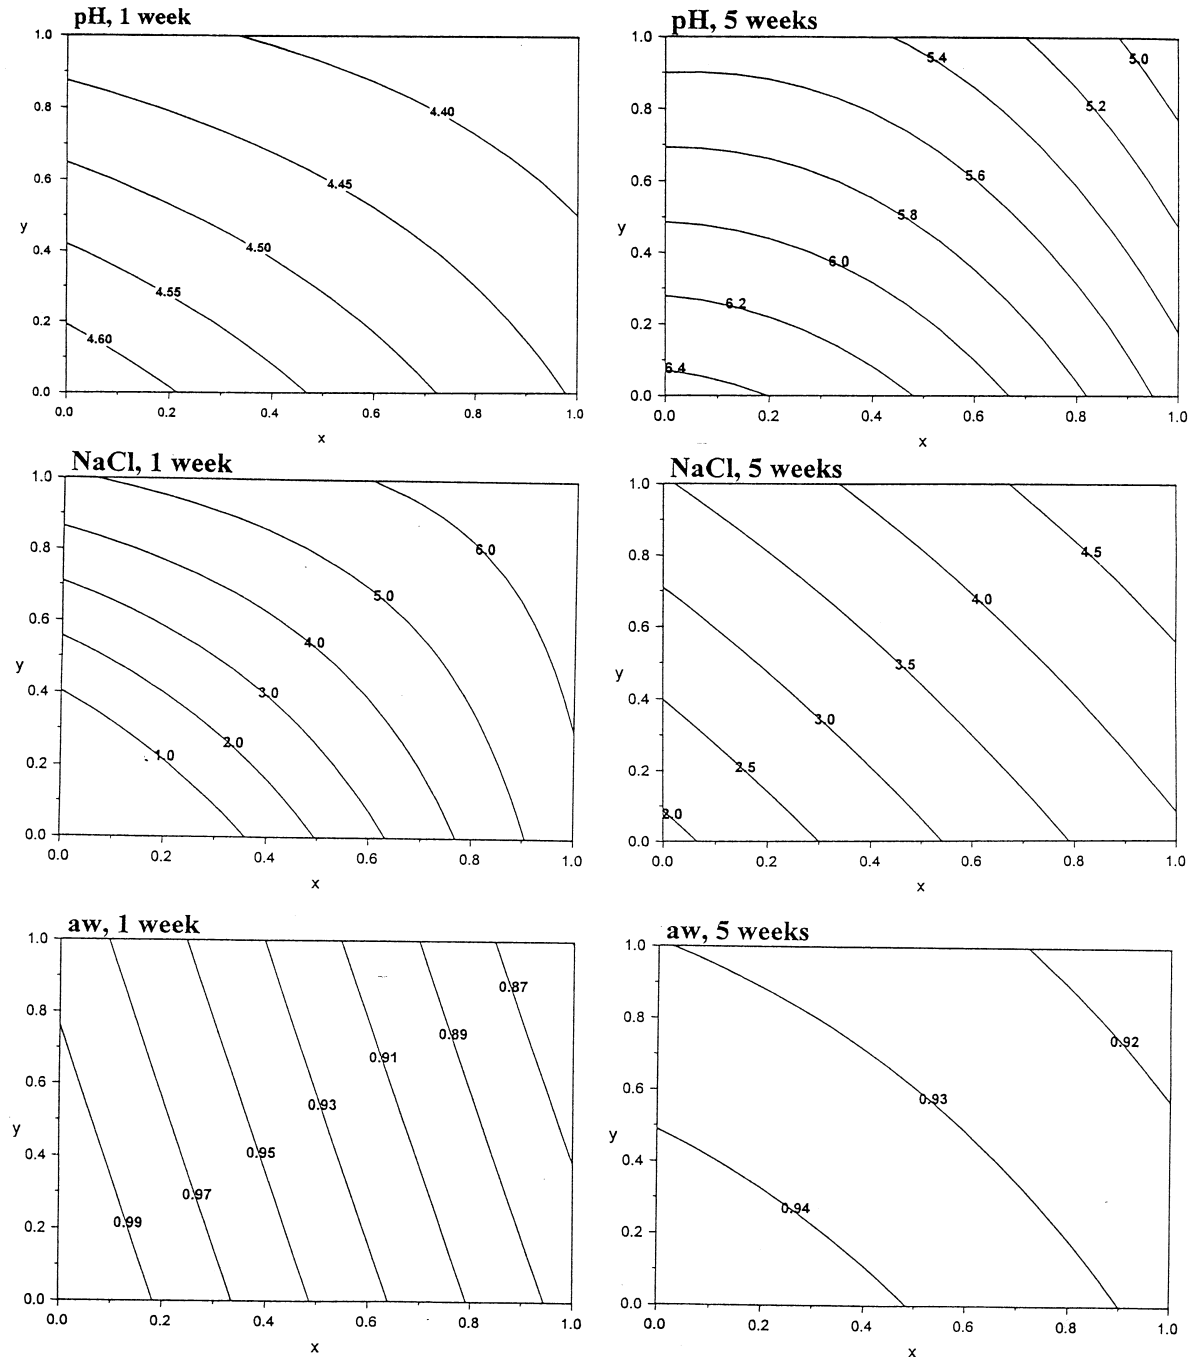 pH, 1 week
1.0
0.8
0.6
y
0.4
0.2
0.0
4.40
4.45
4.50
4.55
4.60
0.0 0.2 0.4 0.6 0.8 1.0
x
pH, 5 weeks
1.0
0.8
0.6
y
0.4
0.2
0.0
5.0
5.2
5.4
5.6
5.8
6.0
6.2
6.4
0.0 0.2 0.4 0.6 0.8 1.0
x
NaCl, 1 week
1.0
0.8
0.6
y
0.4
0.2
0.0
6.0
5.0
4.0
3.0
2.0
1.0
0.0 0.2 0.4 0.6 0.8 1.0
x
NaCl, 5 weeks
1.0
0.8
0.6
y
0.4
0.2
0.0
4.5
4.0
3.5
3.0
2.5
2.0
0.0 0.2 0.4 0.6 0.8 1.0
x
aw, 1 week
1.0
0.8
0.6
y
0.4
0.2
0.0
0.87
0.89
0.91
0.93
0.95
0.97
0.99
0.0 0.2 0.4 0.6 0.8 1.0
x
aw, 5 weeks
1.0
0.8
0.6
y
0.4
0.2
0.0
0.92
0.93
0.94
0.0 0.2 0.4 0.6 0.8 1.0
x